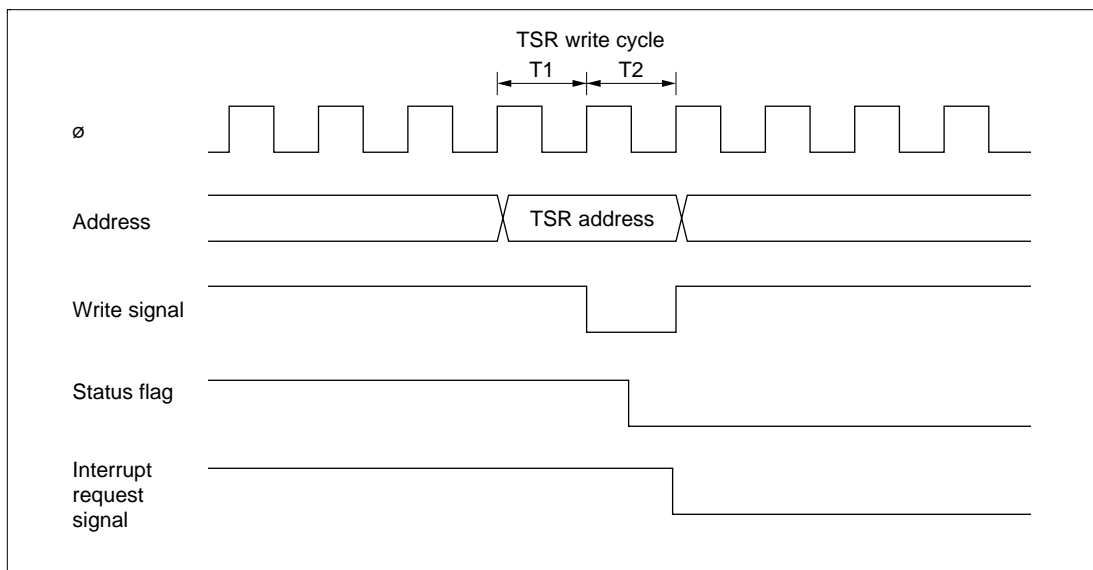 TSR write cycle
T1 T2
ø
Address
TSR address
Write signal
Status flag
Interrupt
request
signal